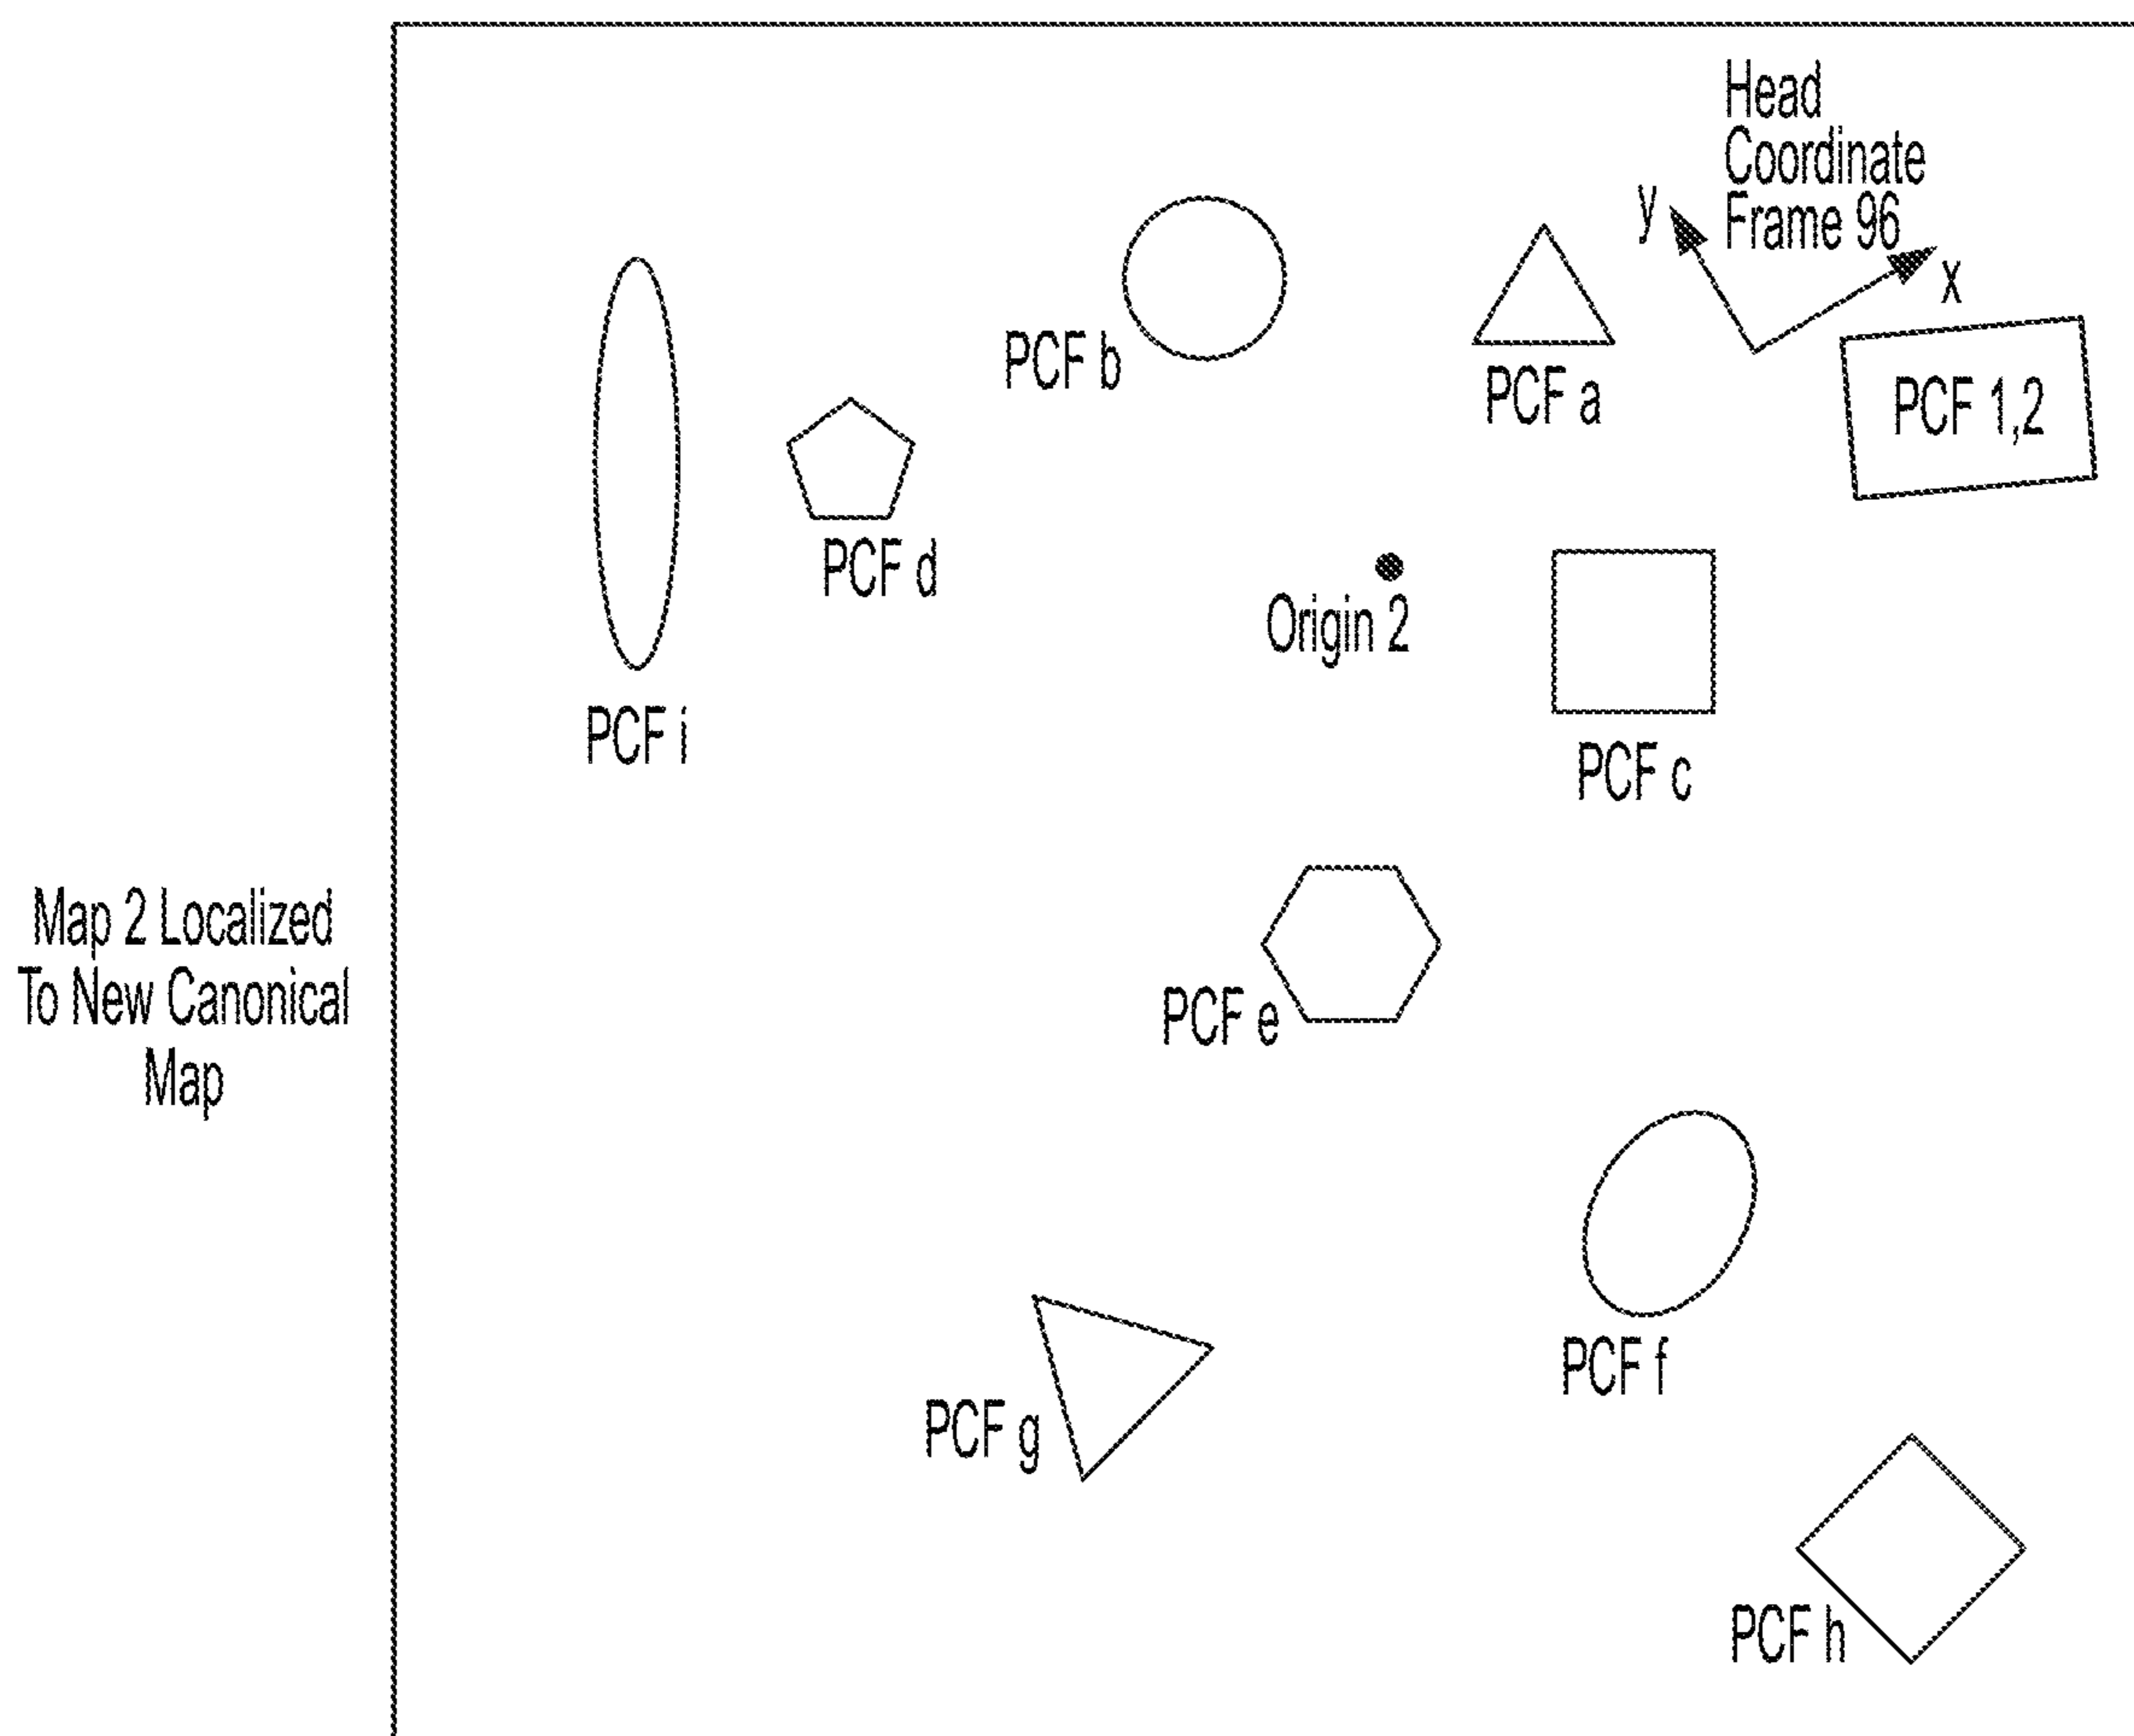 Head
Coordinate
Frame 96
y
x
PCF b
PCF a
PCF 1,2
PCF d
Origin 2
PCF i
PCF c
Map 2 Localized
To New Canonical
Map
PCF e
PCF f
PCF g
PCF h